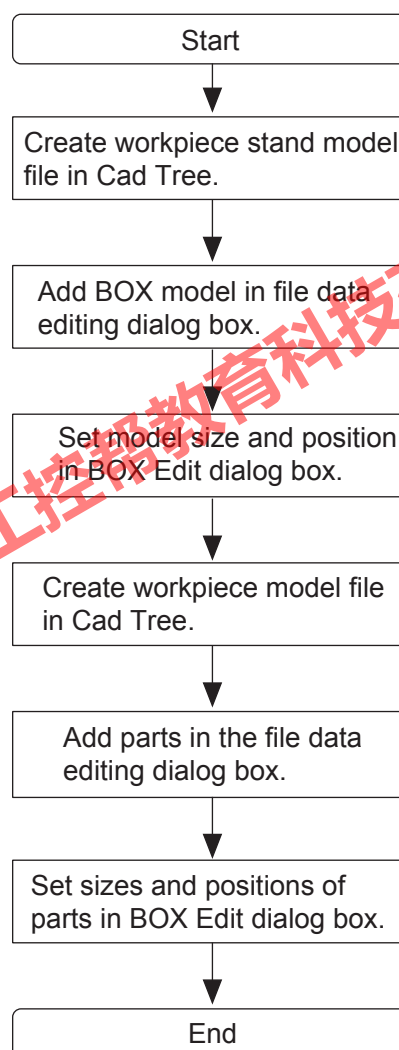 Start
Create workpiece stand model
file in Cad Tree.
Add BOX model in file data
editing dialog box.
Set model size and position
in BOX Edit dialog box.
Create workpiece model file
in Cad Tree.
Add parts in the file data
editing dialog box.
Set sizes and positions of
parts in BOX Edit dialog box.
End
工控帮教育科技